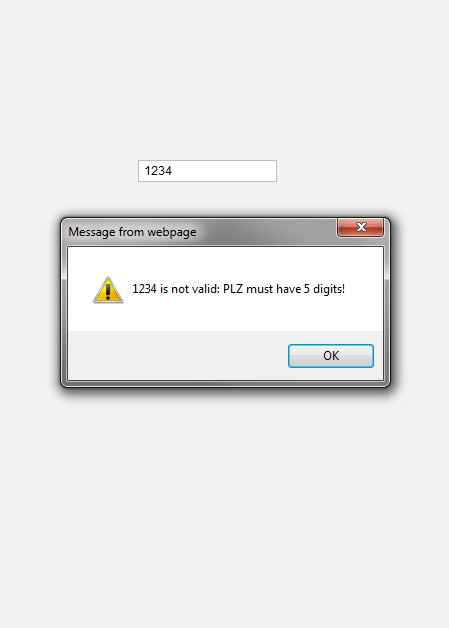 1234
Message from webpage
1234 is not valid: PLZ must have 5 digits!
OK